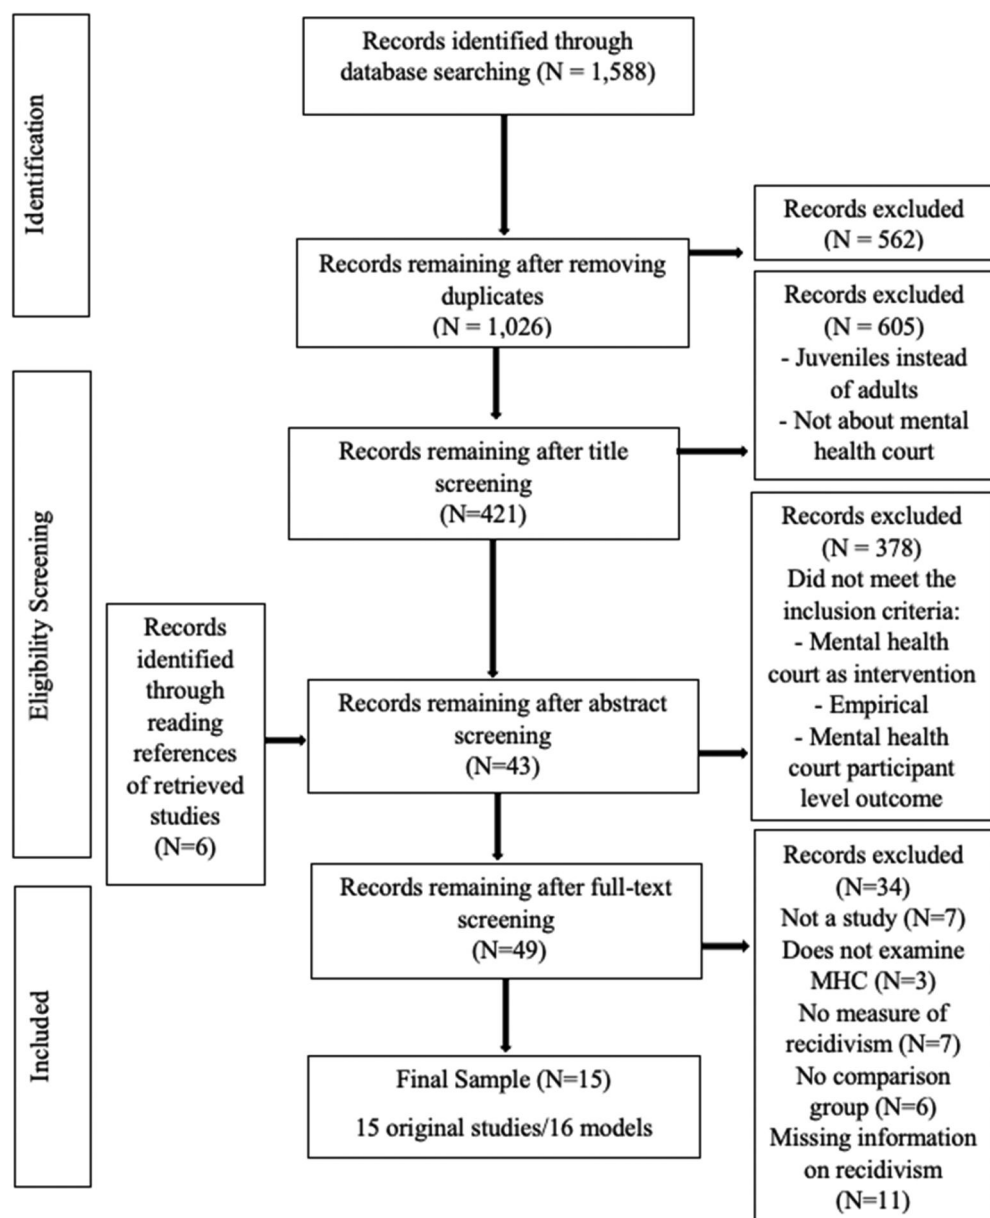 Identification
Records identified through
database searching (N = 1,588)
Records remaining after removing
duplicates
(N = 1,026)
Records excluded
(N = 562)
Eligibility Screening
Records remaining after title
screening
(N=421)
Records excluded
(N = 605)
- Juveniles instead
of adults
- Not about mental
health court
Records
identified
through
reading
references
of retrieved
studies
(N=6)
Records remaining after abstract
screening
(N=43)
Records excluded
(N = 378)
Did not meet the
inclusion criteria:
- Mental health
court as intervention
- Empirical
- Mental health
court participant
level outcome
Included
Records remaining after full-text
screening
(N=49)
Records excluded
(N=34)
Not a study (N=7)
Does not examine
MHC (N=3)
No measure of
recidivism (N=7)
No comparison
group (N=6)
Missing information
on recidivism
(N=11)
Final Sample (N=15)
15 original studies/16 models